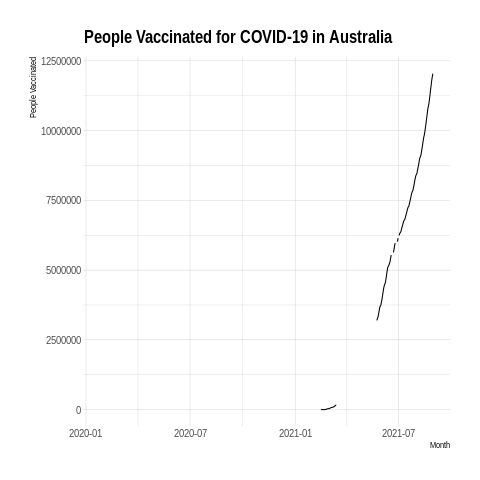 People Vaccinated for COVID-19 in Australia
People Vaccinated
12500000
10000000
7500000
5000000
2500000
0
2020-01 2020-07 2021-01 2021-07
Month